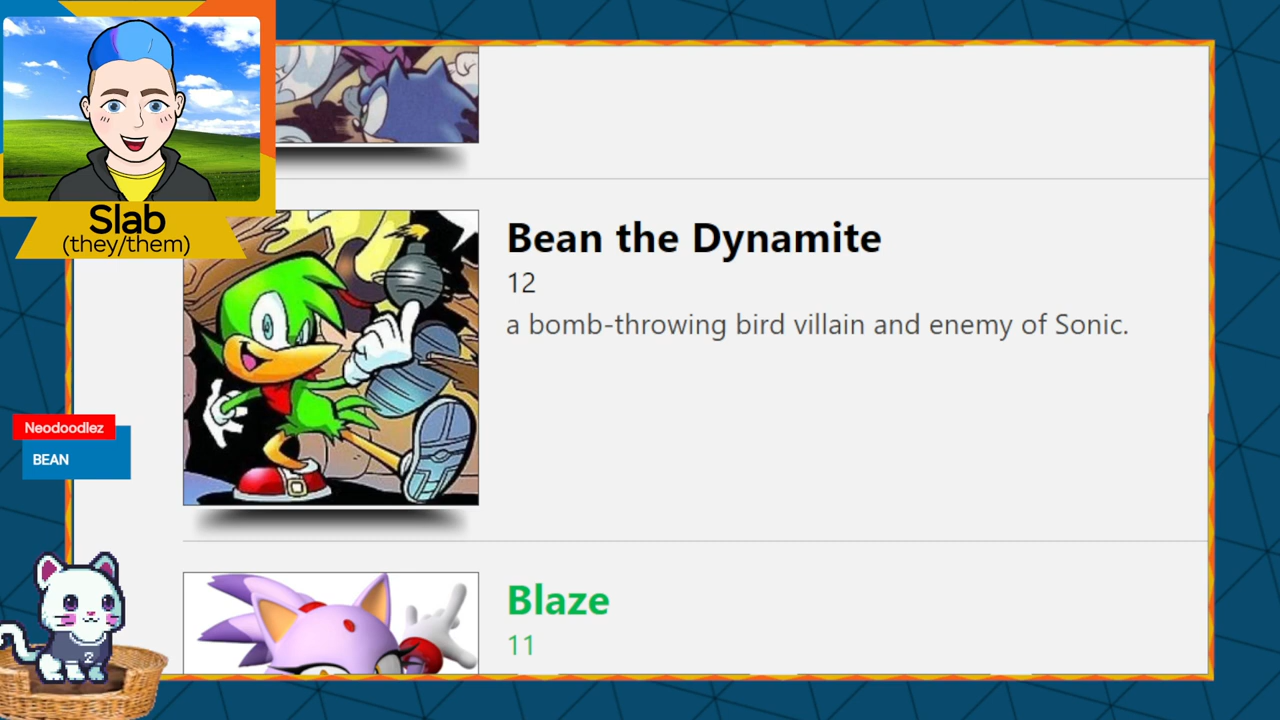 Slab
(they/them)
Bean the Dynamite
12
a bomb-throwing bird villain and enemy of Sonic.
Neodoodlez
BEAN
Blaze
11
2